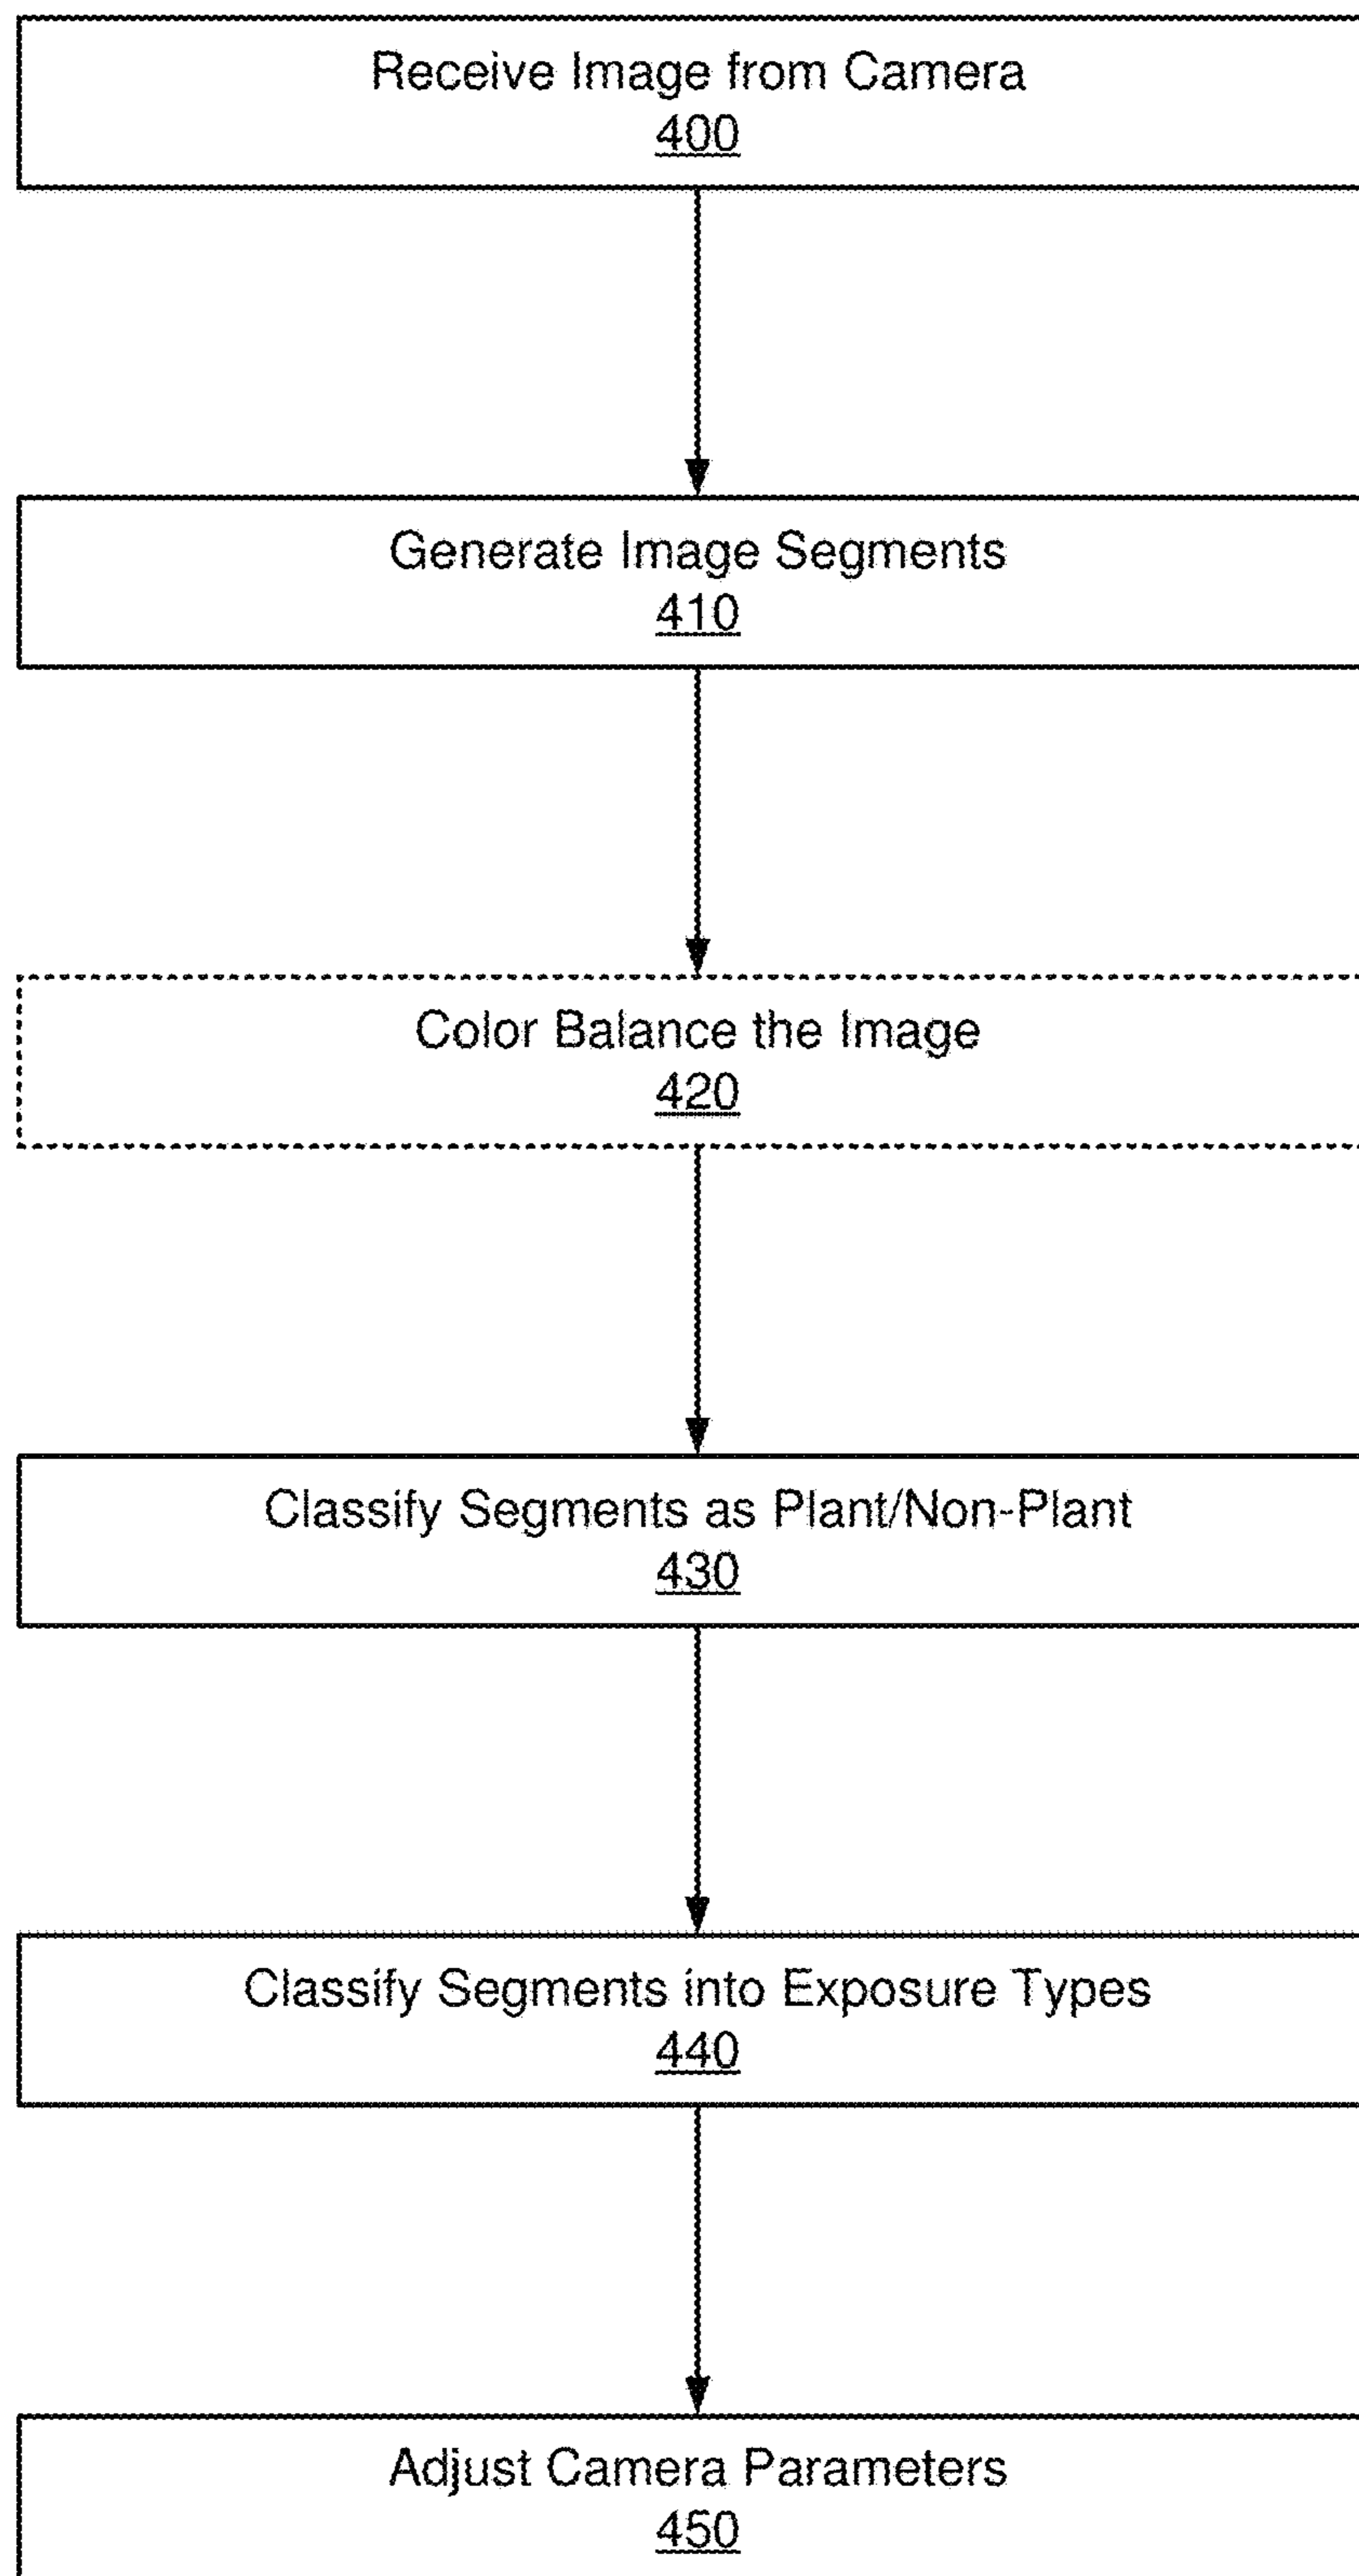 Receive Image from Camera
400
Generate Image Segments
410
Color Balance the Image
420
Classify Segments as Plant/Non-Plant
430
Classify Segments into Exposure Types
440
Adjust Camera Parameters
450